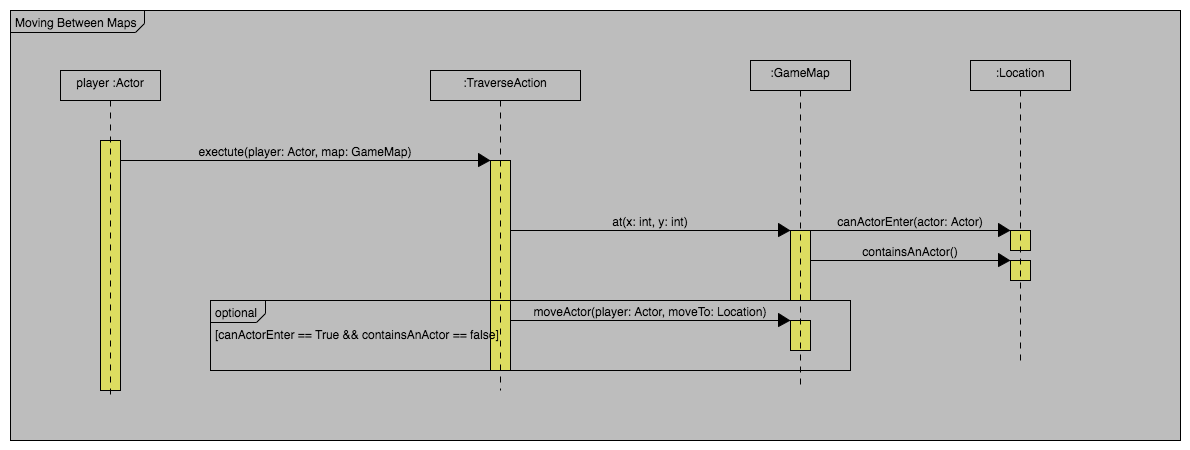 Moving Between Maps
player :Actor
:TraverseAction
:GameMap
:Location
exectute(player: Actor, map: GameMap)
at(x: int, y: int)
canActorEnter(actor: Actor)
containsAnActor()
optional
moveActor(player: Actor, moveTo: Location)
[canActorEnter == True && containsAnActor == false]